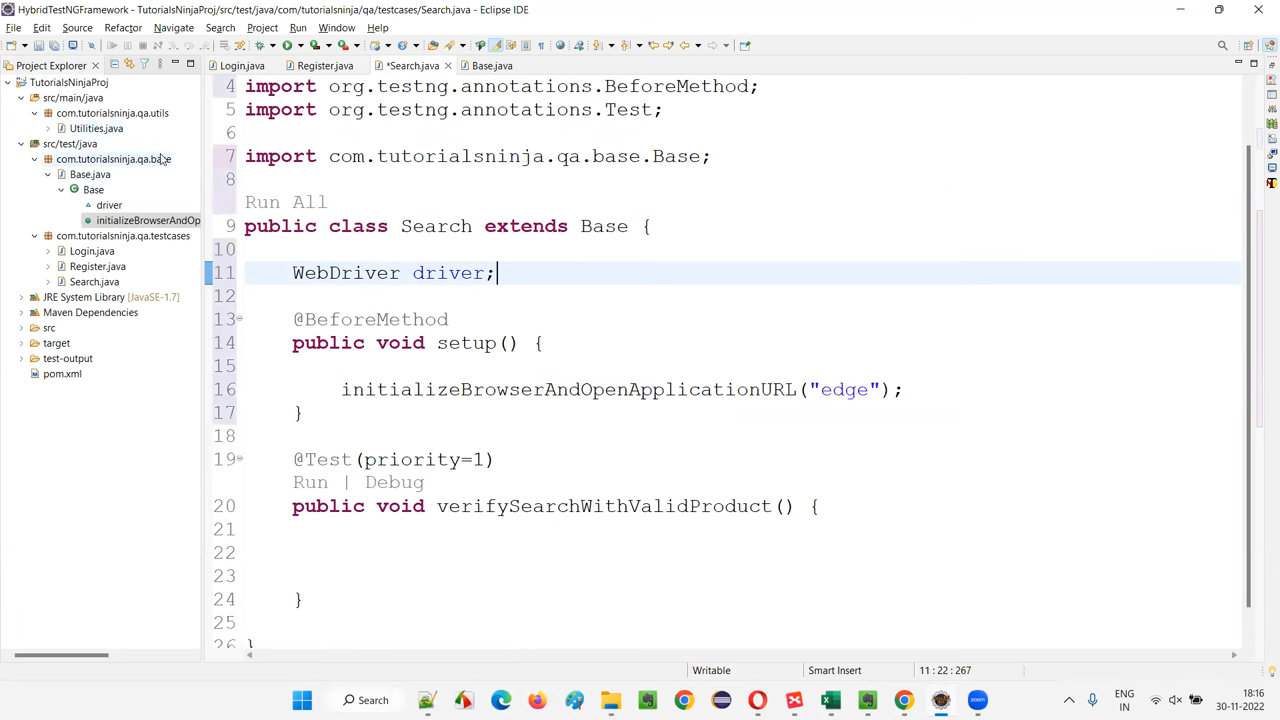 HybridTestNGFramework - TutorialsNinjaProj/src/test/java/com/tutorialsninja/qa/testcases/Search.java - Eclipse IDE
File Edit Source Refactor Navigate Search Project Run Window Help
Project Explorer
Login.java Register.java *Search.java Base.java
TutorialsNinjaProj
src/main/java
com.tutorialsninja.qa.utils
Utilities.java
src/test/java
com.tutorialsninja.qa.base
Base.java
Base
driver
initializeBrowserAndOp
com.tutorialsninja.qa.testcases
Login.java
Register.java
Search.java
JRE System Library [JavaSE-1.7]
Maven Dependencies
src
target
test-output
pom.xml
4 import org.testng.annotations.BeforeMethod;
5 import org.testng.annotations.Test;
6
7 import com.tutorialsninja.qa.base.Base;
8
Run All
9 public class Search extends Base {
10
11 WebDriver driver;
12
13 @BeforeMethod
14 public void setup() {
15
16 initializeBrowserAndOpenApplicationURL("edge");
17 }
18
19 @Test(priority=1)
Run | Debug
20 public void verifySearchWithValidProduct() {
21
22
23
24 }
25
26 }
Writable Smart Insert 11 : 22 : 267
Search
ENG
IN
18:16
30-11-2022